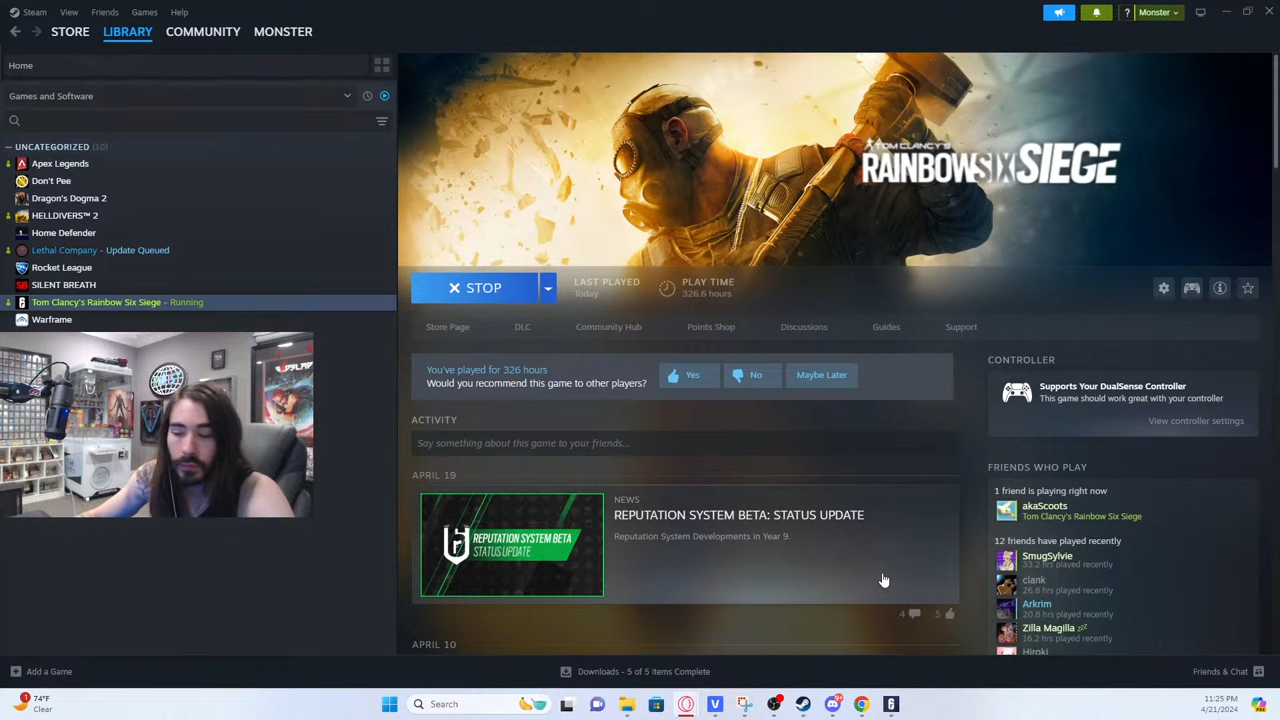 Steam View Friends Games Help
Monster
STORE LIBRARY COMMUNITY MONSTER
Home
Games and Software
UNCATEGORIZED (10)
Apex Legends
Don't Pee
Dragon's Dogma 2
HELLDIVERS™ 2
Home Defender
Lethal Company - Update Queued
Rocket League
SILENT BREATH
Tom Clancy's Rainbow Six Siege - Running
Warframe
TOM CLANCY'S
RAINBOWSIX SIEGE
STOP
LAST PLAYED
Today
PLAY TIME
326.6 hours
Store Page DLC Community Hub Points Shop Discussions Guides Support
You've played for 326 hours
Would you recommend this game to other players?
Yes No Maybe Later
ACTIVITY
Say something about this game to your friends...
APRIL 19
REPUTATION SYSTEM BETA
STATUS UPDATE
NEWS
REPUTATION SYSTEM BETA: STATUS UPDATE
Reputation System Developments in Year 9.
4 5
APRIL 10
CONTROLLER
Supports Your DualSense Controller
This game should work great with your controller
View controller settings
FRIENDS WHO PLAY
1 friend is playing right now
akaScoots
Tom Clancy's Rainbow Six Siege
12 friends have played recently
SmugSylvie
33.2 hrs played recently
clank
26.8 hrs played recently
Arkrim
20.8 hrs played recently
Zilla Magilla zzz
16.2 hrs played recently
Hiroki
Add a Game
Downloads - 5 of 5 Items Complete
Friends & Chat
1
74°F
Clear
Search
11:25 PM
4/21/2024